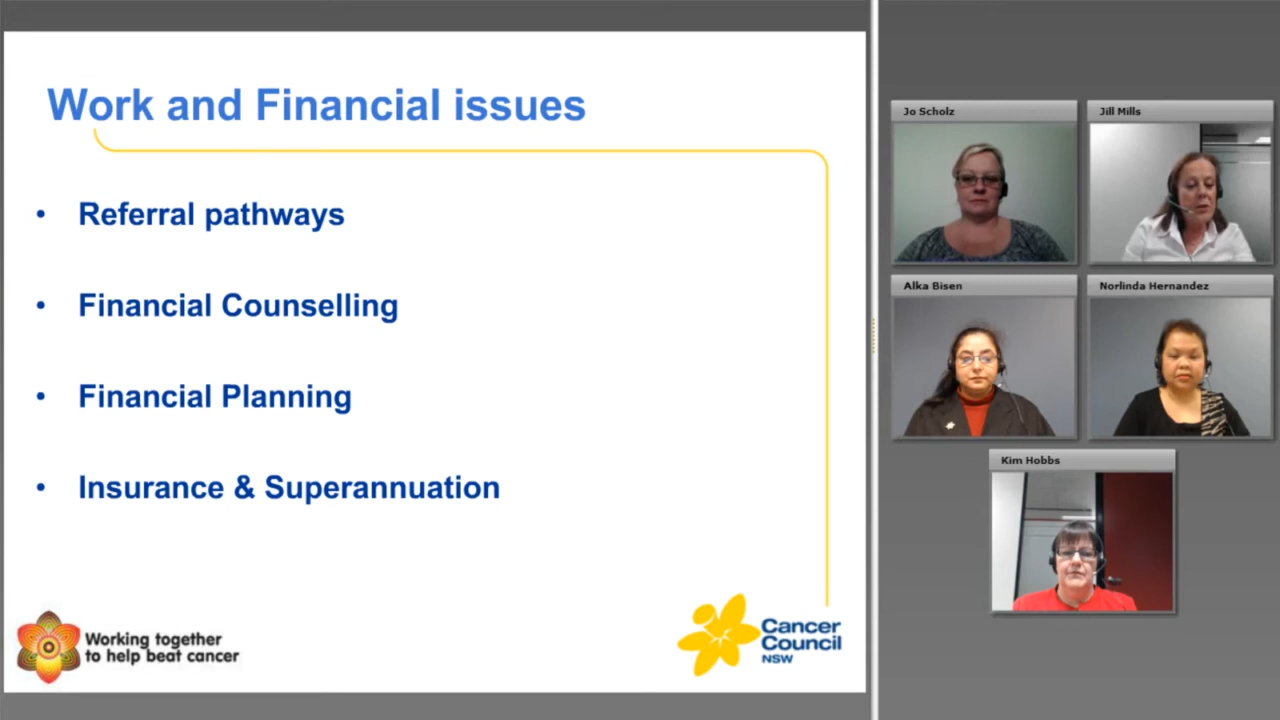 Work and Financial issues
• Referral pathways
• Financial Counselling
• Financial Planning
• Insurance & Superannuation
Working together
to help beat cancer
Cancer
Council
NSW
Jo Scholz
Jill Mills
Alka Bisen
Norlinda Hernandez
Kim Hobbs